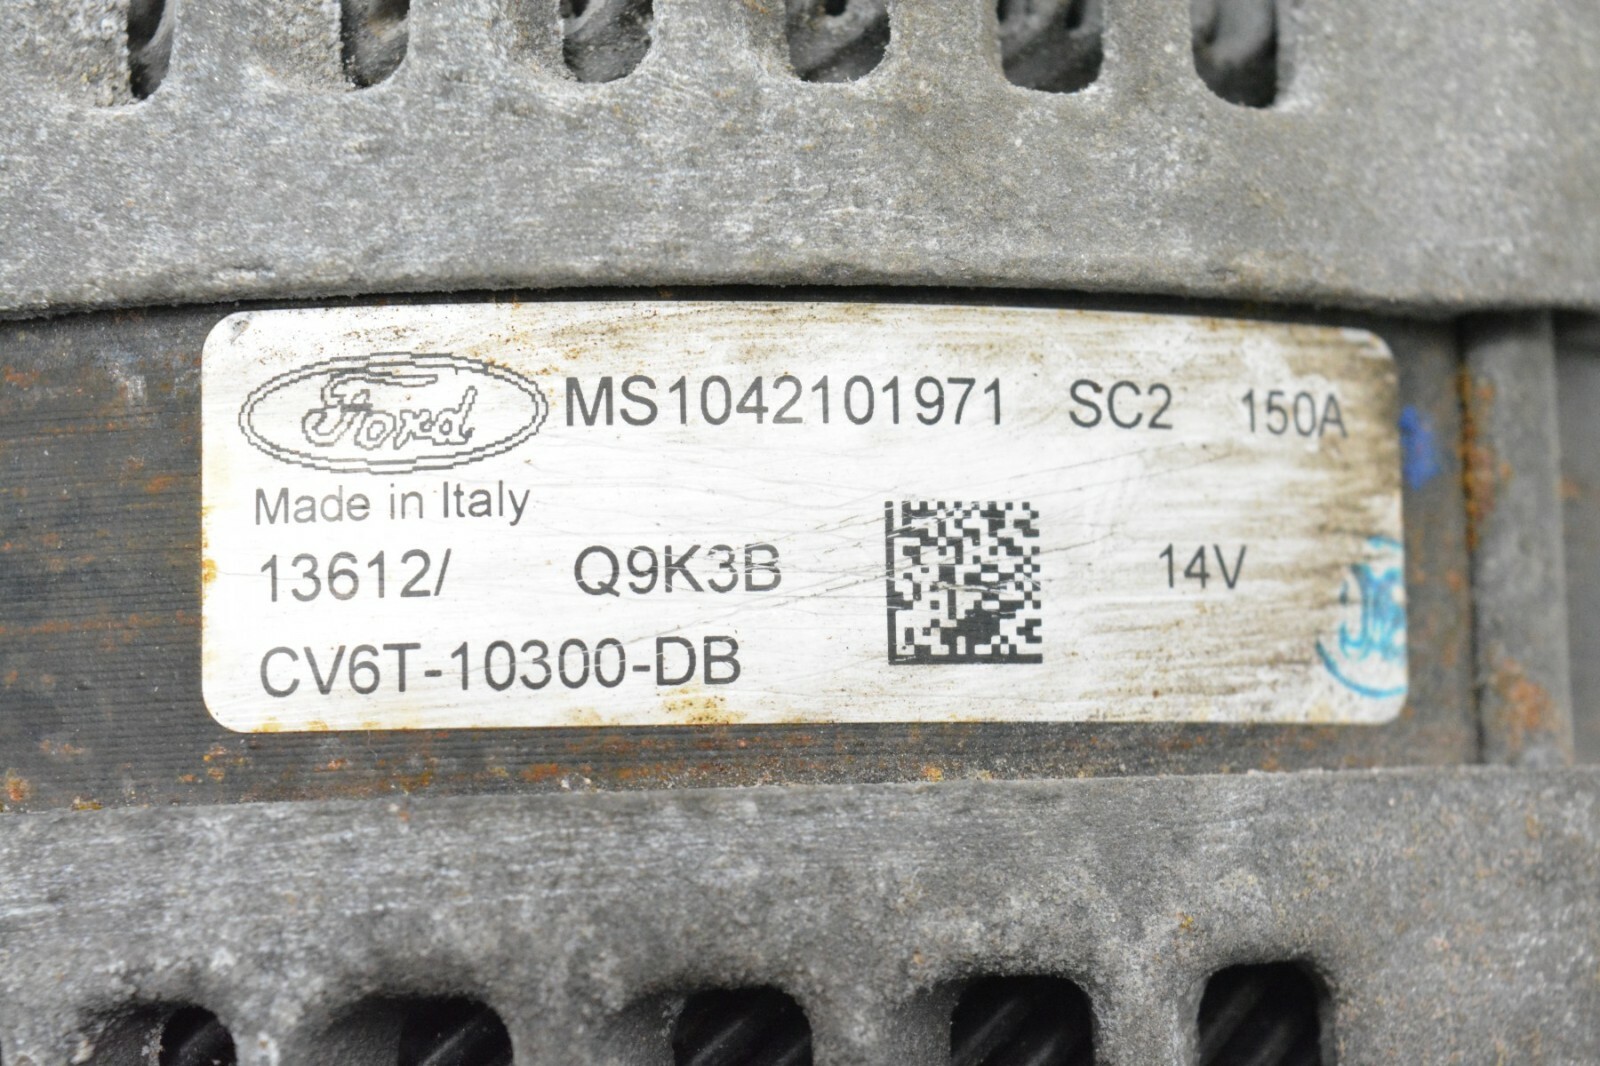 Ford MS1042101971 SC2 150A
Made in Italy
13612/ Q9K3B 14V
CV6T-10300-DB